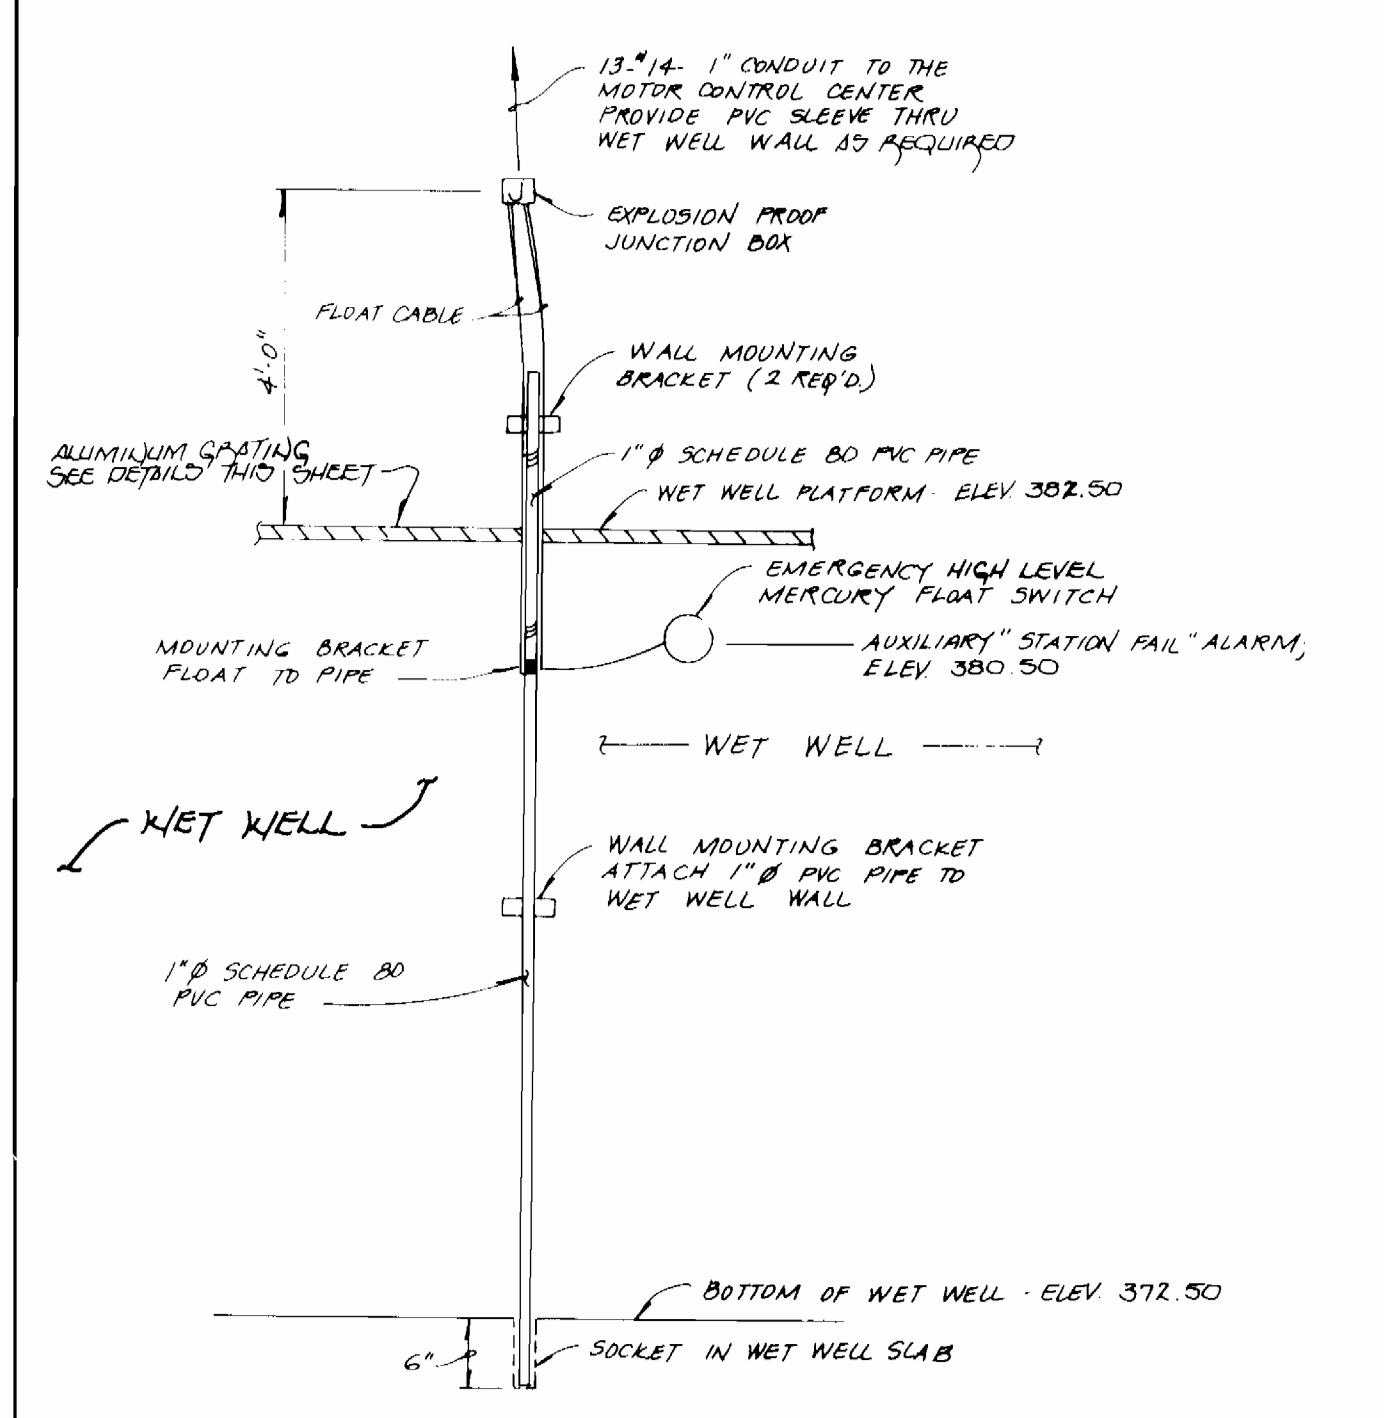 13-#14- 1" CONDUIT TO THE
MOTOR CONTROL CENTER
PROVIDE PVC SLEEVE THRU
WET WELL WALL AS REQUIRED
EXPLOSION PROOF
JUNCTION BOX
FLOAT CABLE
4'-0"
WALL MOUNTING
BRACKET (2 REQ'D.)
ALUMINUM GRATING
SEE DETAILS THIS SHEET
1"Ø SCHEDULE 80 PVC PIPE
WET WELL PLATFORM - ELEV. 382.50
EMERGENCY HIGH LEVEL
MERCURY FLOAT SWITCH
MOUNTING BRACKET
FLOAT TO PIPE
AUXILIARY "STATION FAIL" ALARM,
ELEV. 380.50
WET WELL
WET WELL
WALL MOUNTING BRACKET
ATTACH 1"Ø PVC PIPE TO
WET WELL WALL
1"Ø SCHEDULE 80
PVC PIPE
BOTTOM OF WET WELL - ELEV. 372.50
6"
SOCKET IN WET WELL SLAB